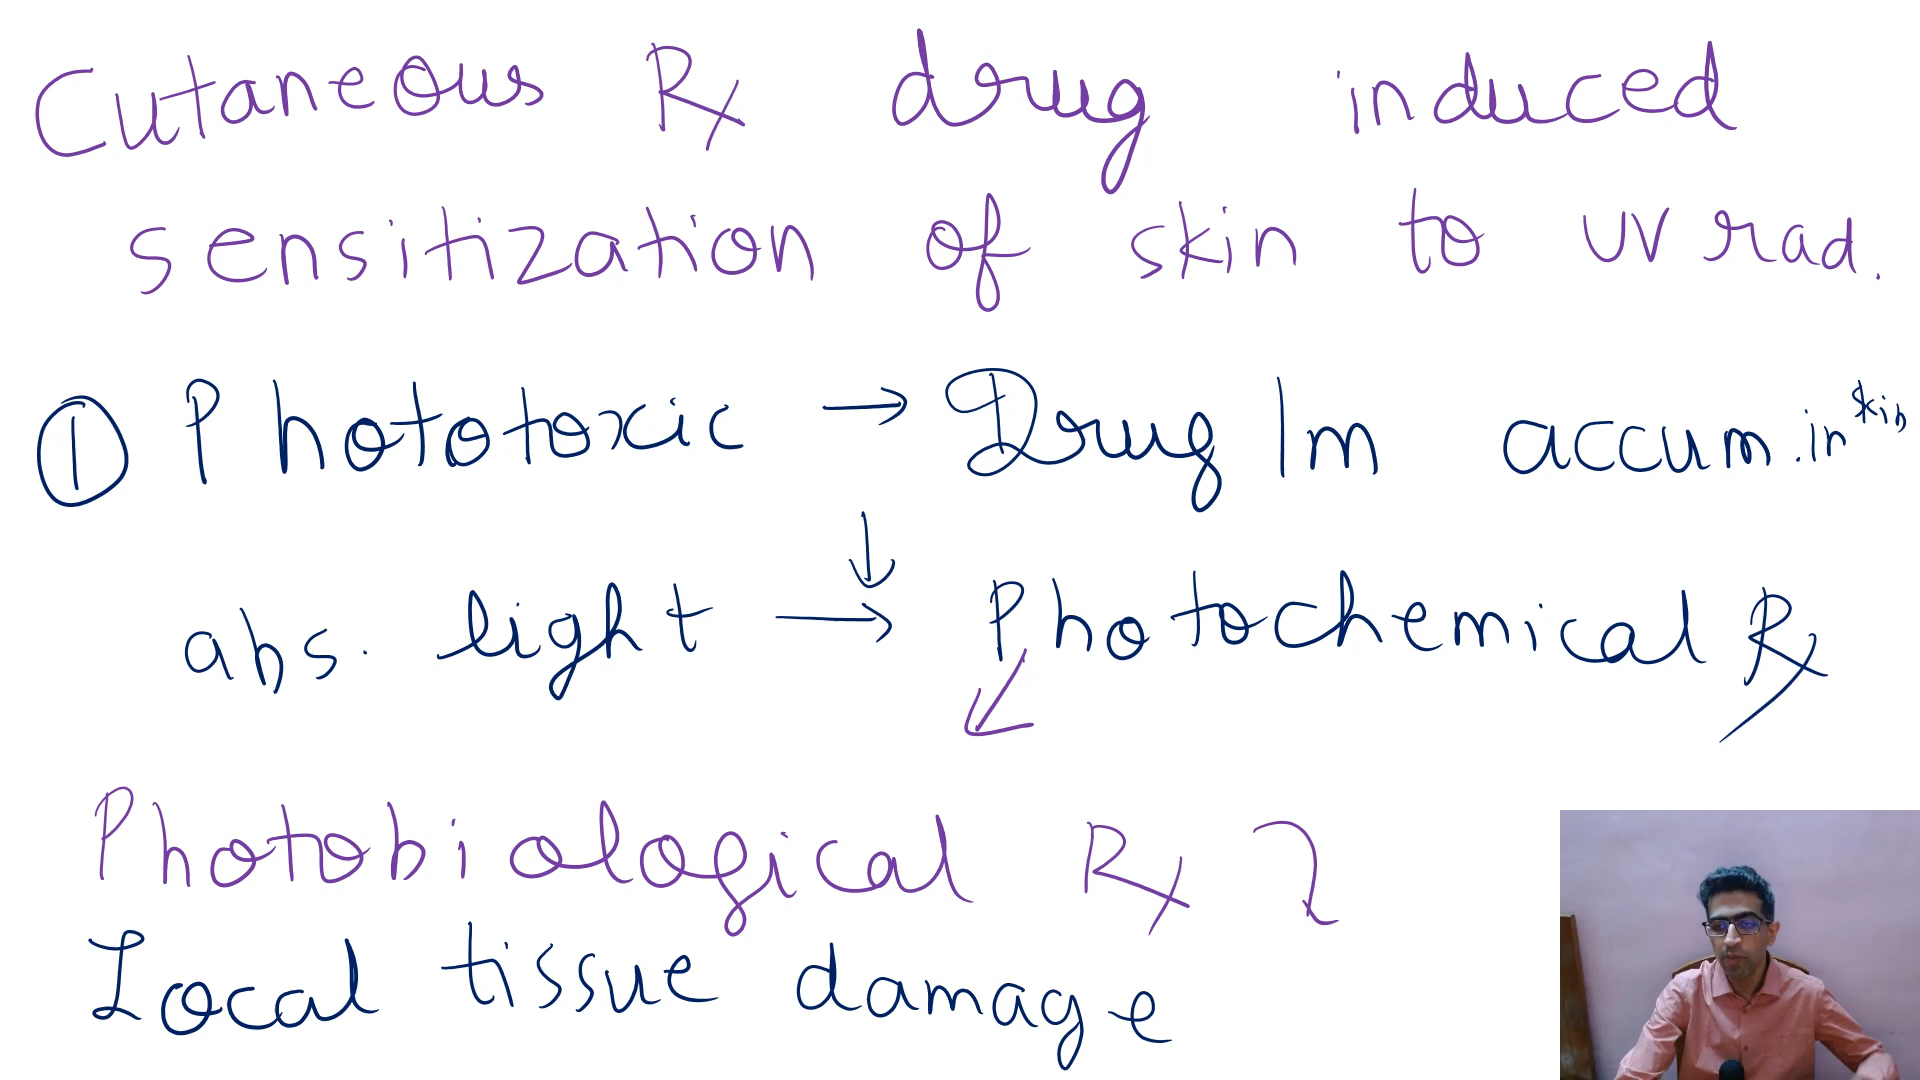 Cutaneous Rx drug induced
sensitization of skin to UV rad.
① Phototoxic → Drug/m accum. in skin
↓
abs. light → Photochemical Rx
Photobiological Rx
Local tissue damage